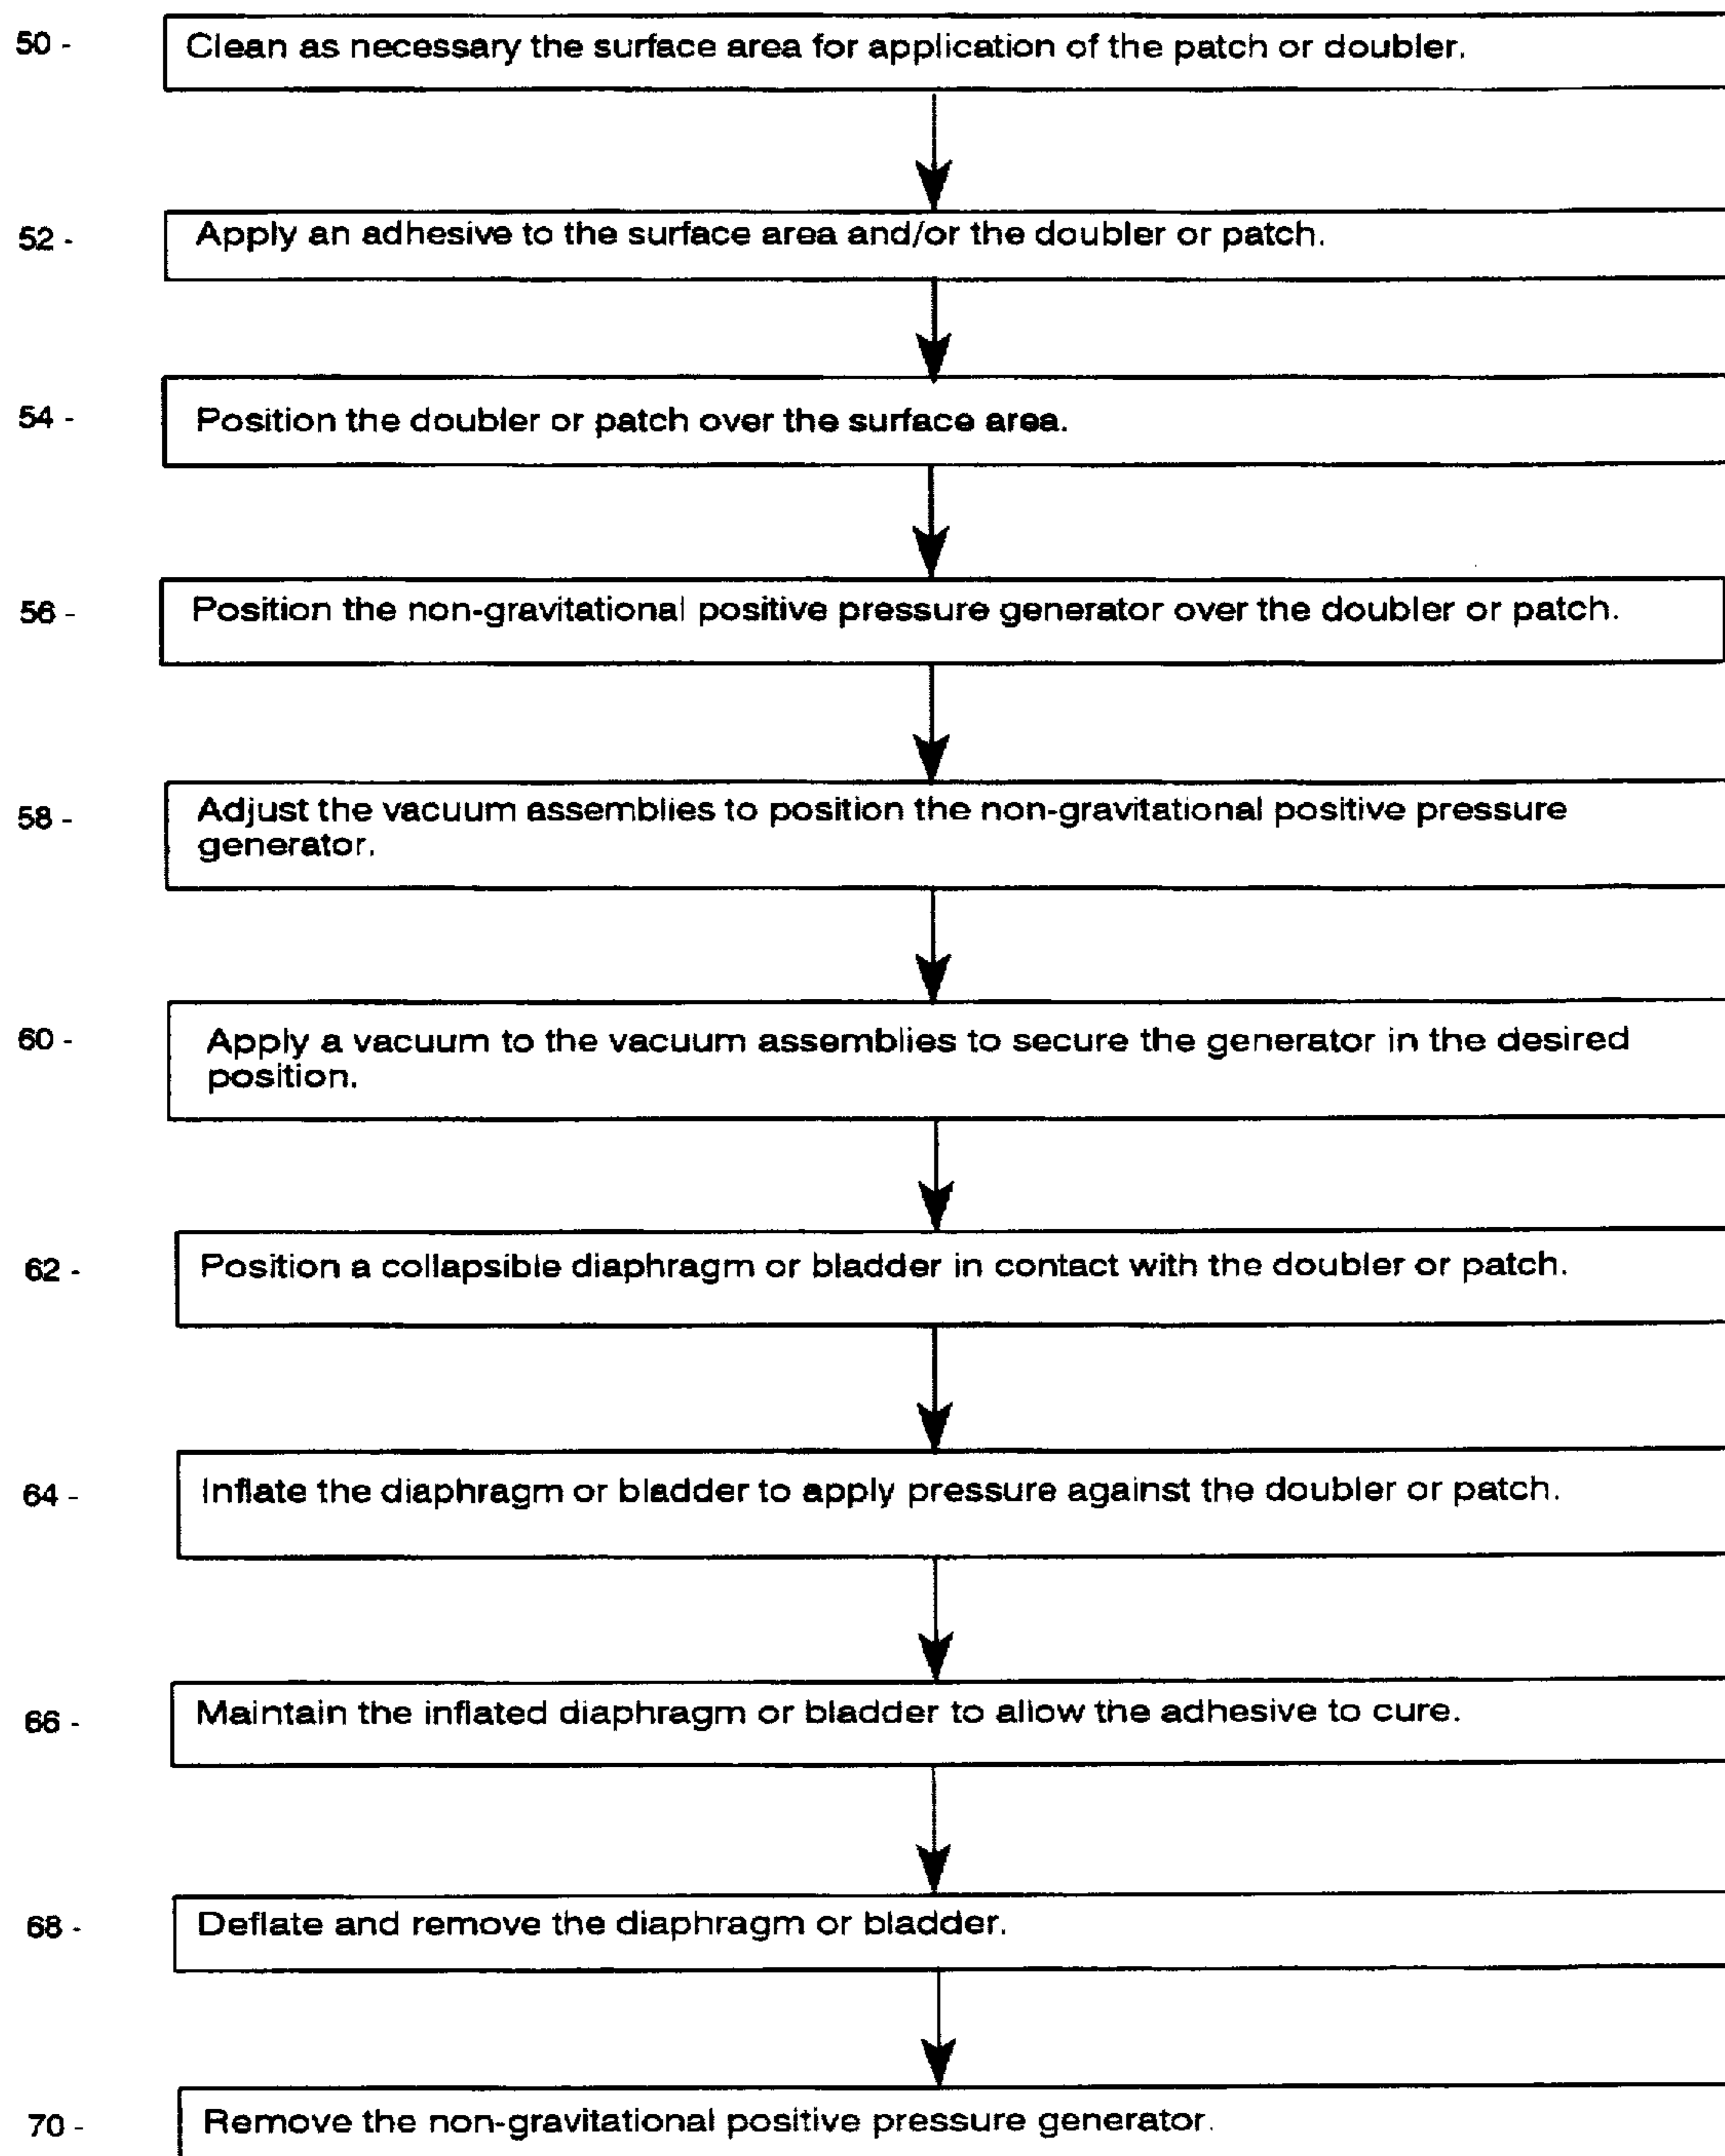 50 - Clean as necessary the surface area for application of the patch or doubler.
52 - Apply an adhesive to the surface area and/or the doubler or patch.
54 - Position the doubler or patch over the surface area.
56 - Position the non-gravitational positive pressure generator over the doubler or patch.
58 - Adjust the vacuum assemblies to position the non-gravitational positive pressure
generator.
60 - Apply a vacuum to the vacuum assemblies to secure the generator in the desired
position.
62 - Position a collapsible diaphragm or bladder in contact with the doubler or patch.
64 - Inflate the diaphragm or bladder to apply pressure against the doubler or patch.
66 - Maintain the inflated diaphragm or bladder to allow the adhesive to cure.
68 - Deflate and remove the diaphragm or bladder.
70 - Remove the non-gravitational positive pressure generator.